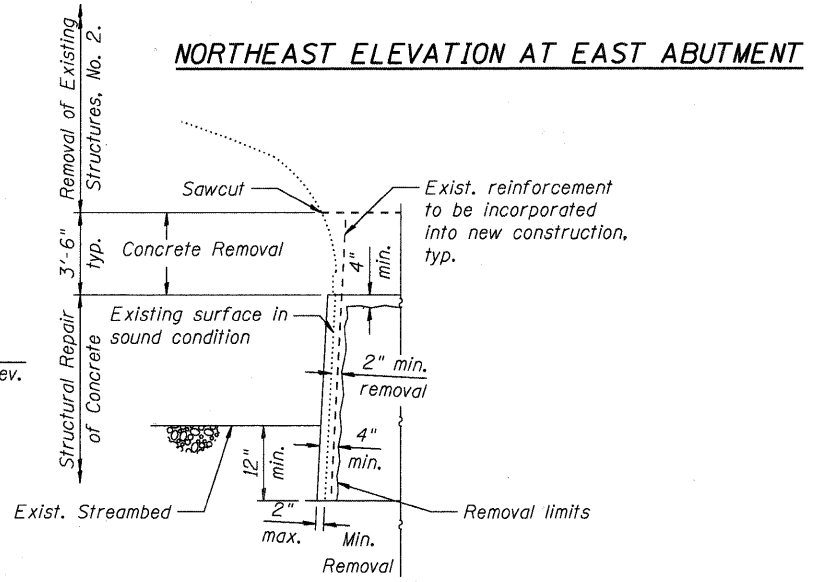 NORTHEAST ELEVATION AT EAST ABUTMENT
Removal of Existing
Structures, No. 2.
Sawcut
Exist. reinforcement
to be incorporated
into new construction,
typ.
3'-6"
typ.
Concrete Removal
4"
min.
Existing surface in
sound condition
Structural Repair
of Concrete
ev.
2" min.
removal
12"
min.
4"
min.
Exist. Streambed
2"
max.
Min.
Removal
Removal limits